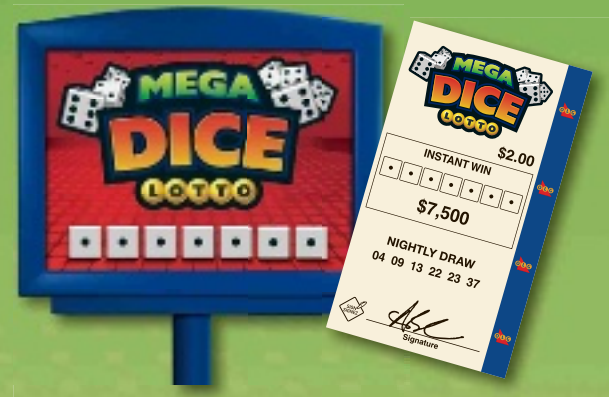 MEGA
DICE
LOTTO
MEGA
DICE
LOTTO
$2.00
INSTANT WIN
$7,500
NIGHTLY DRAW
04 09 13 22 23 37
Signature